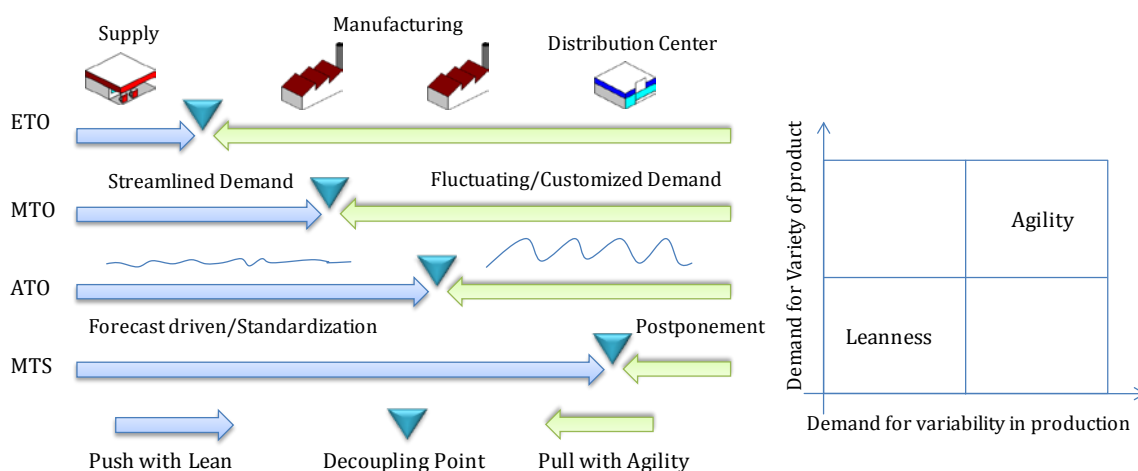 Supply
Manufacturing
Distribution Center
ETO
Streamlined Demand
Fluctuating/Customized Demand
MTO
ATO
Forecast driven/Standardization
Postponement
MTS
Push with Lean
Decoupling Point
Pull with Agility
Demand for Variety of product
Agility
Leanness
Demand for variability in production